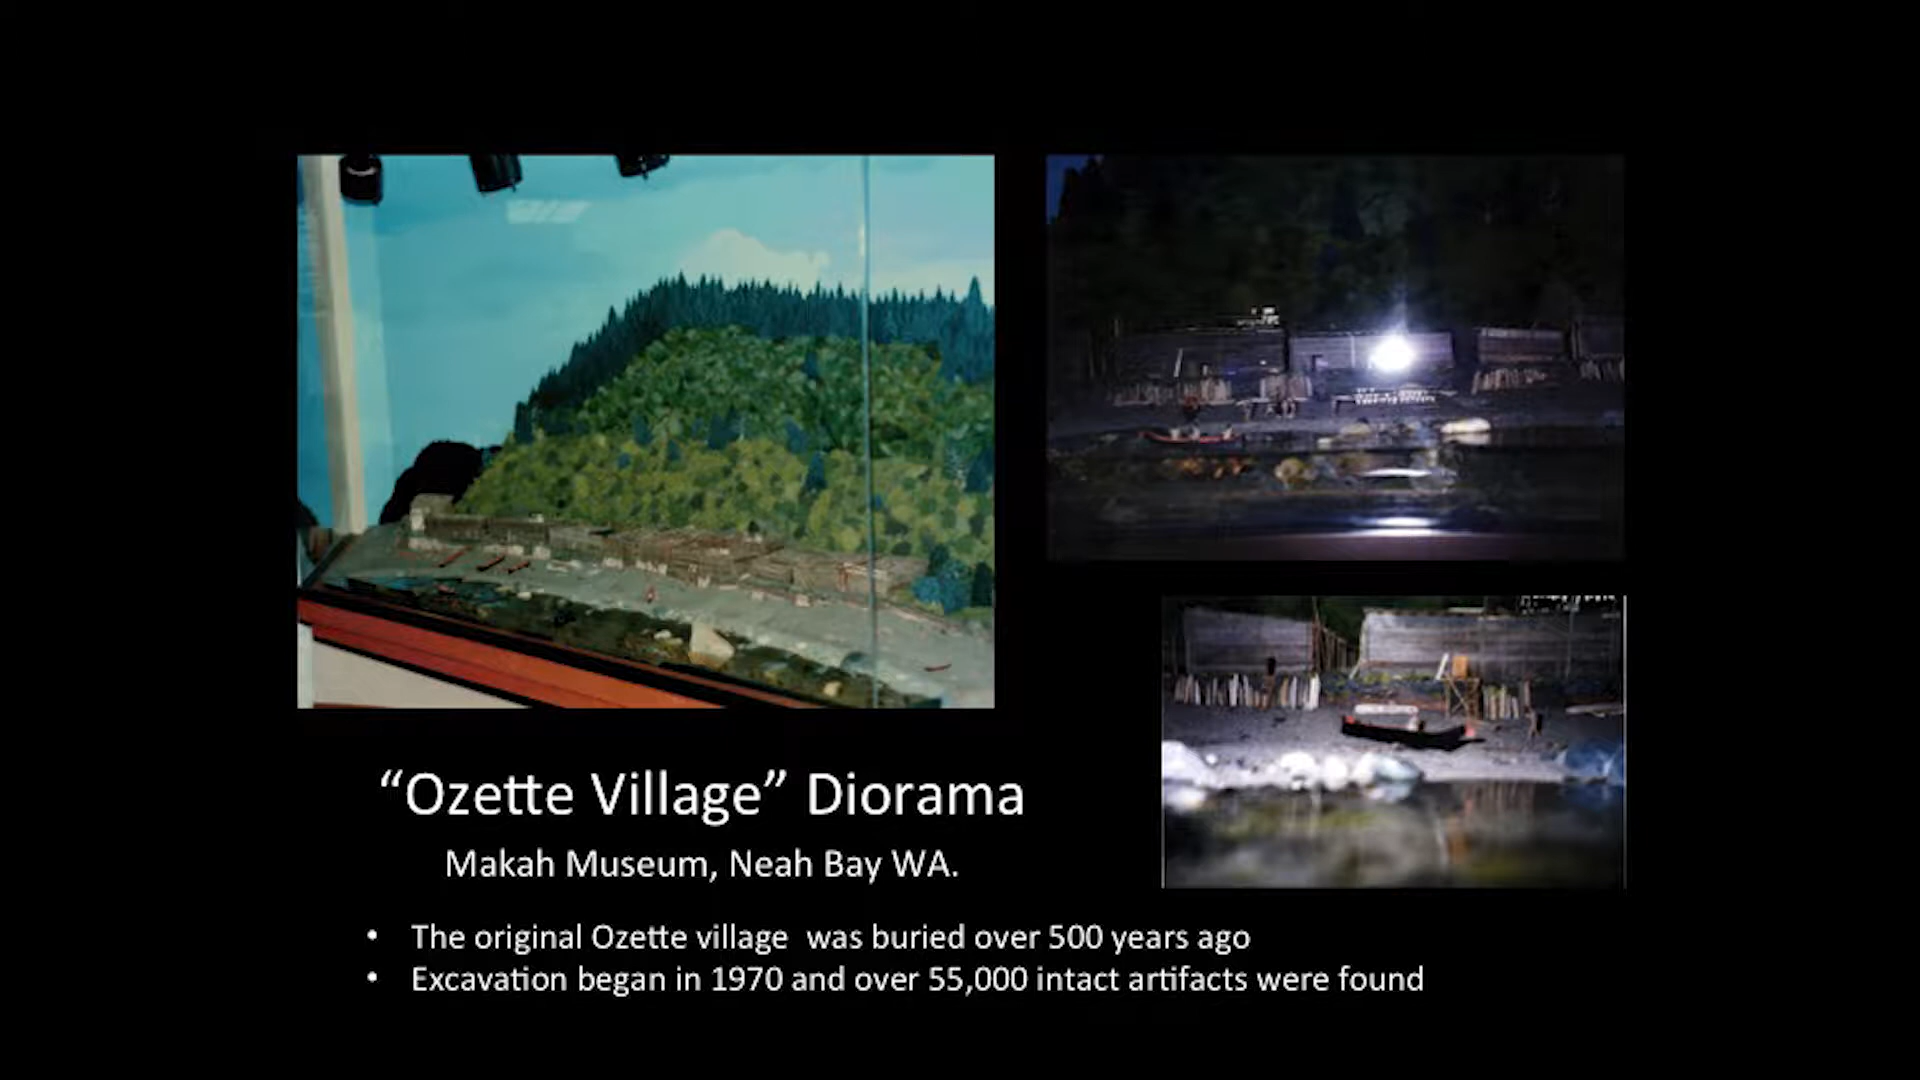 “Ozette Village” Diorama
Makah Museum, Neah Bay WA.
• The original Ozette village was buried over 500 years ago
• Excavation began in 1970 and over 55,000 intact artifacts were found